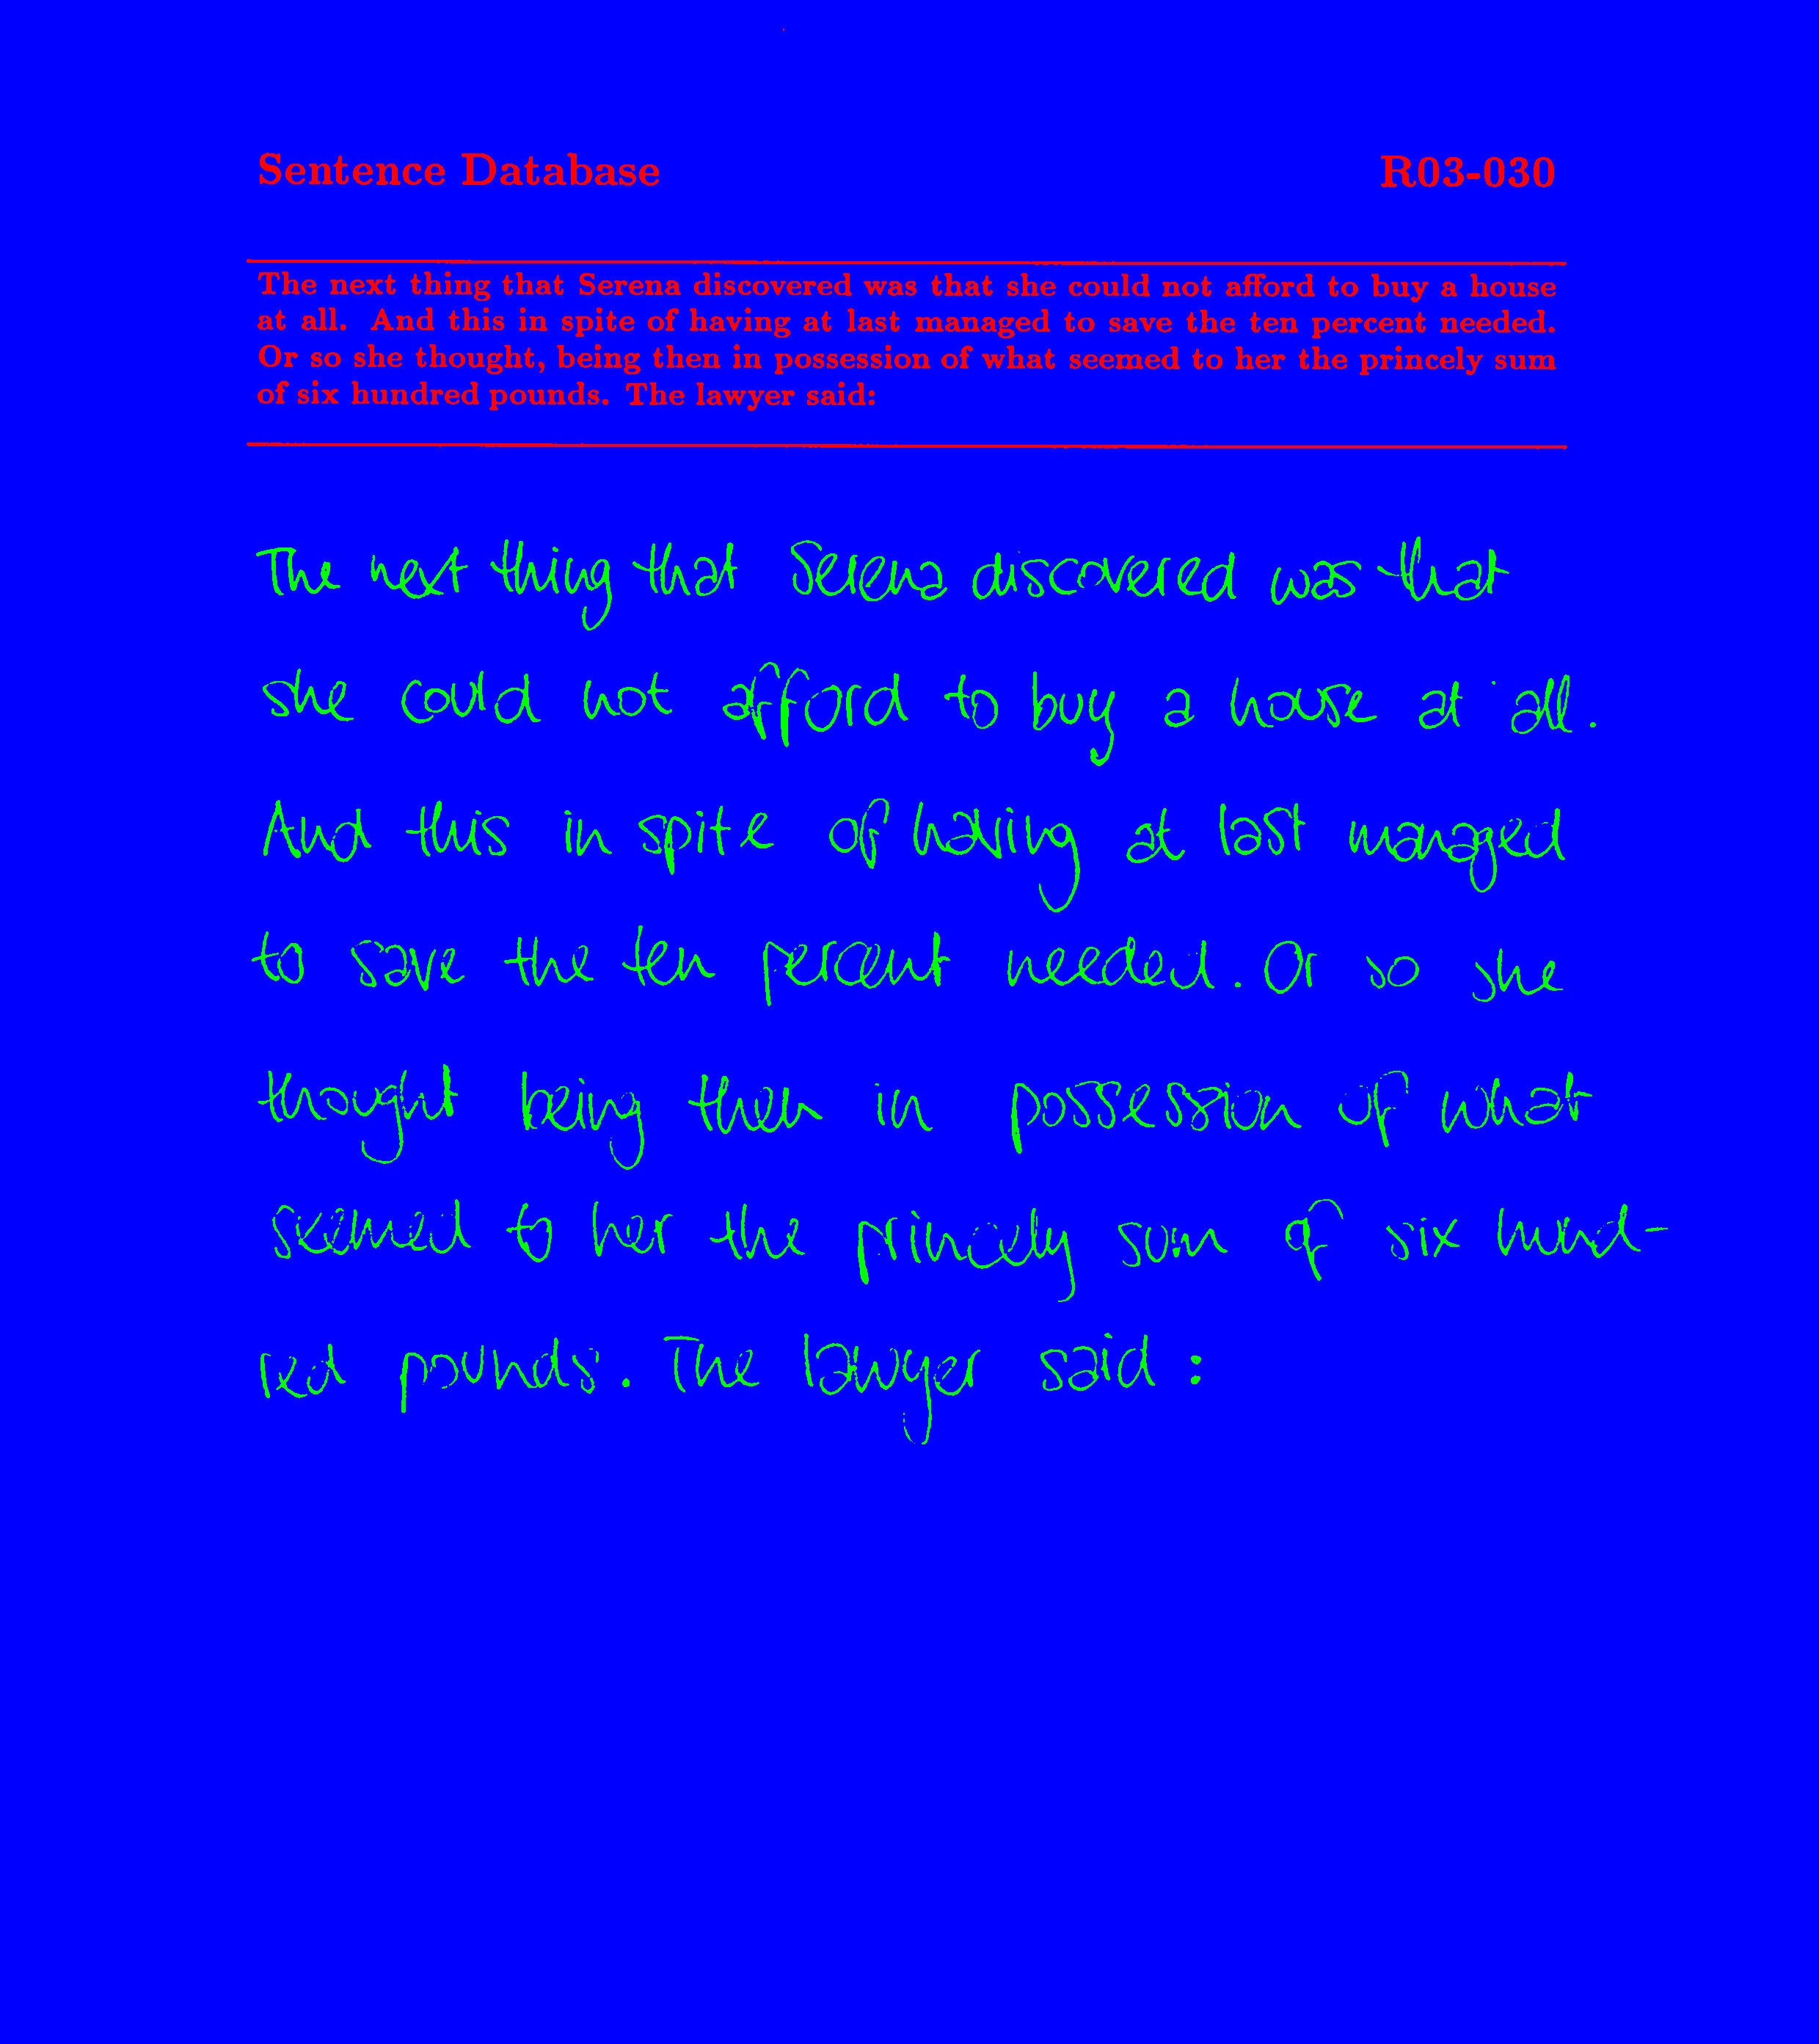 Sentence Database R03-030
The next thing that Serena discovered was that she could not afford to buy a house
at all. And this in spite of having at last managed to save the ten percent needed.
Or so she thought, being then in possession of what seemed to her the princely sum
of six hundred pounds. The lawyer said:
The next thing that Serena discovered was that
she could not afford to buy a house at all.
And this in spite of having at last managed
to save the ten percent needed. Or so she
thought being then in possession of what
seemed to her the princely sum of six hund-
red pounds. The lawyer said: